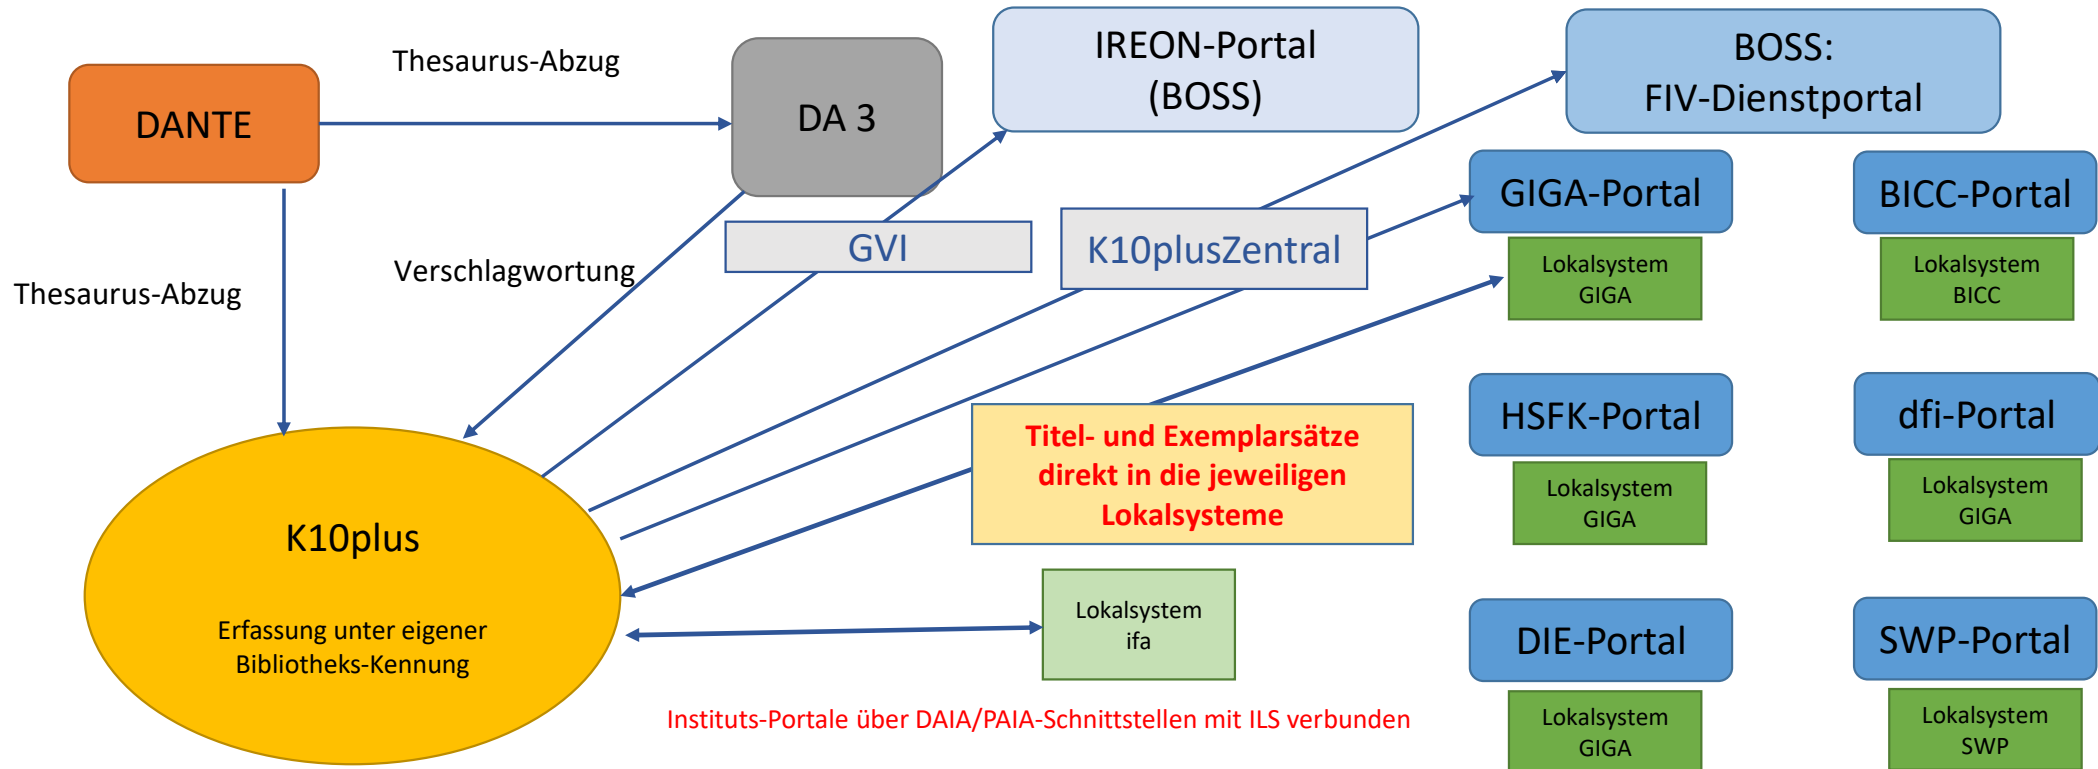 Thesaurus-Abzug
DANTE
DA 3
IREON-Portal
(BOSS)
BOSS:
FIV-Dienstportal
GVI
K10plusZentral
Verschlagwortung
Thesaurus-Abzug
GIGA-Portal
Lokalsystem
GIGA
BICC-Portal
Lokalsystem
BICC
Titel- und Exemplarsätze
direkt in die jeweiligen
Lokalsysteme
HSFK-Portal
Lokalsystem
GIGA
dfi-Portal
Lokalsystem
GIGA
K10plus
Erfassung unter eigener
Bibliotheks-Kennung
Lokalsystem
ifa
DIE-Portal
Lokalsystem
GIGA
SWP-Portal
Lokalsystem
SWP
Instituts-Portale über DAIA/PAIA-Schnittstellen mit ILS verbunden